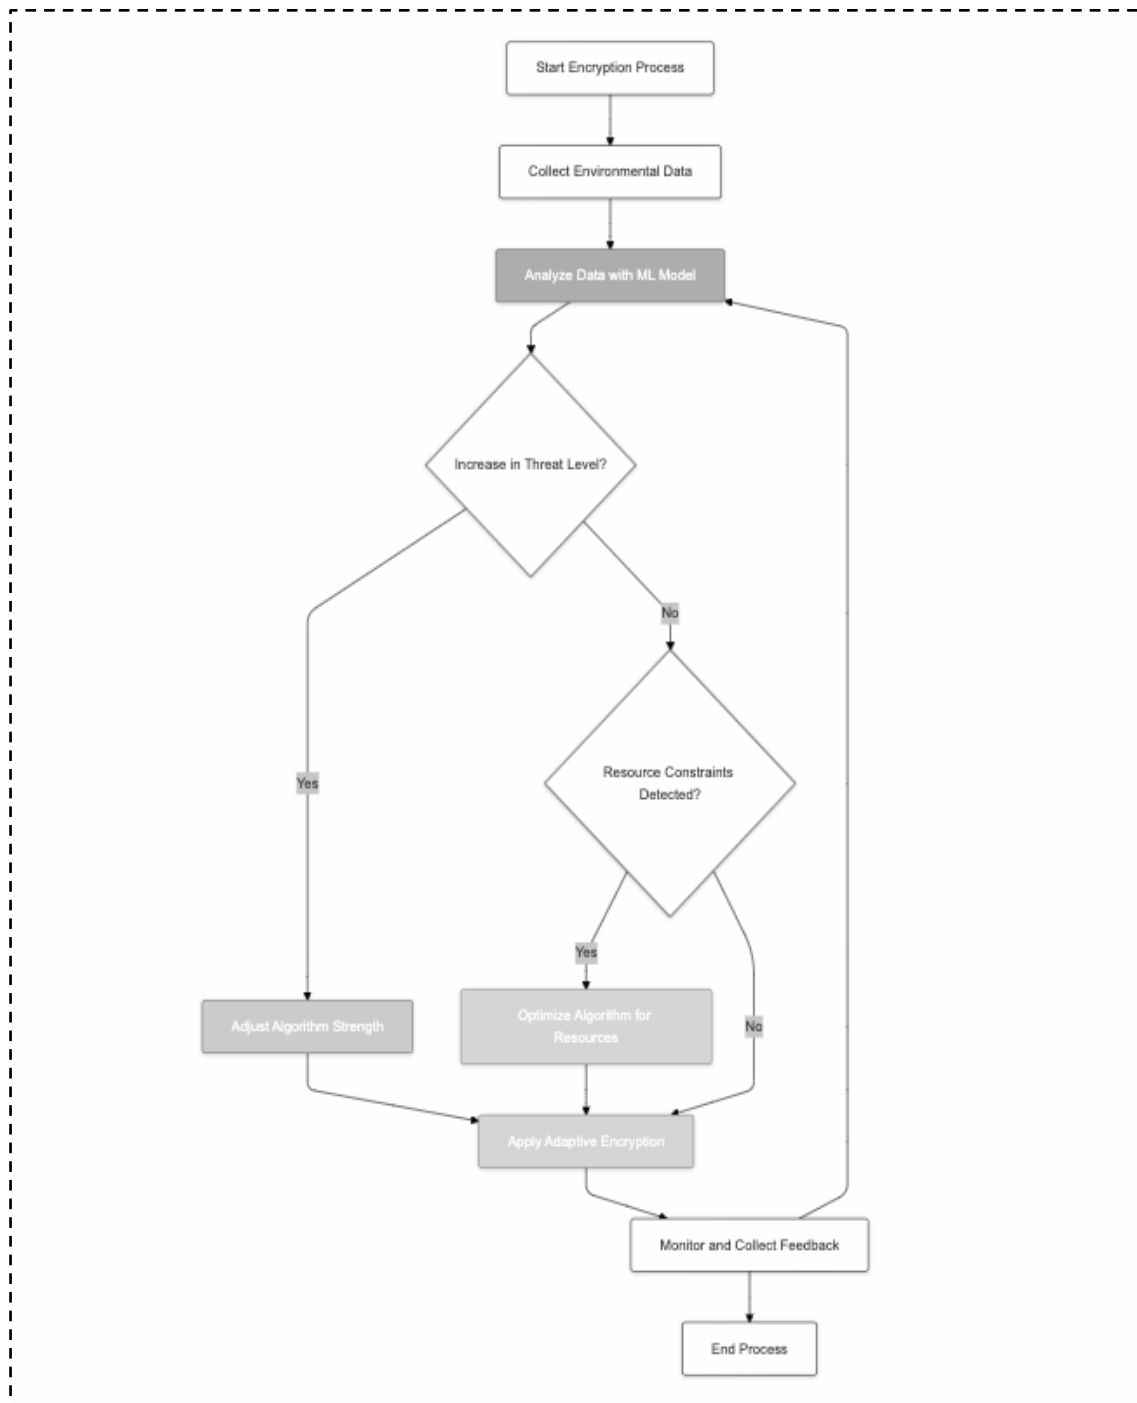 Start Encryption Process
Collect Environmental Data
Analyze Data with ML Model
Increase in Threat Level?
No
Resource Constraints
Detected?
Yes
Yes
Optimize Algorithm for
Resources
Adjust Algorithm Strength
No
Apply Adaptive Encryption
Monitor and Collect Feedback
End Process